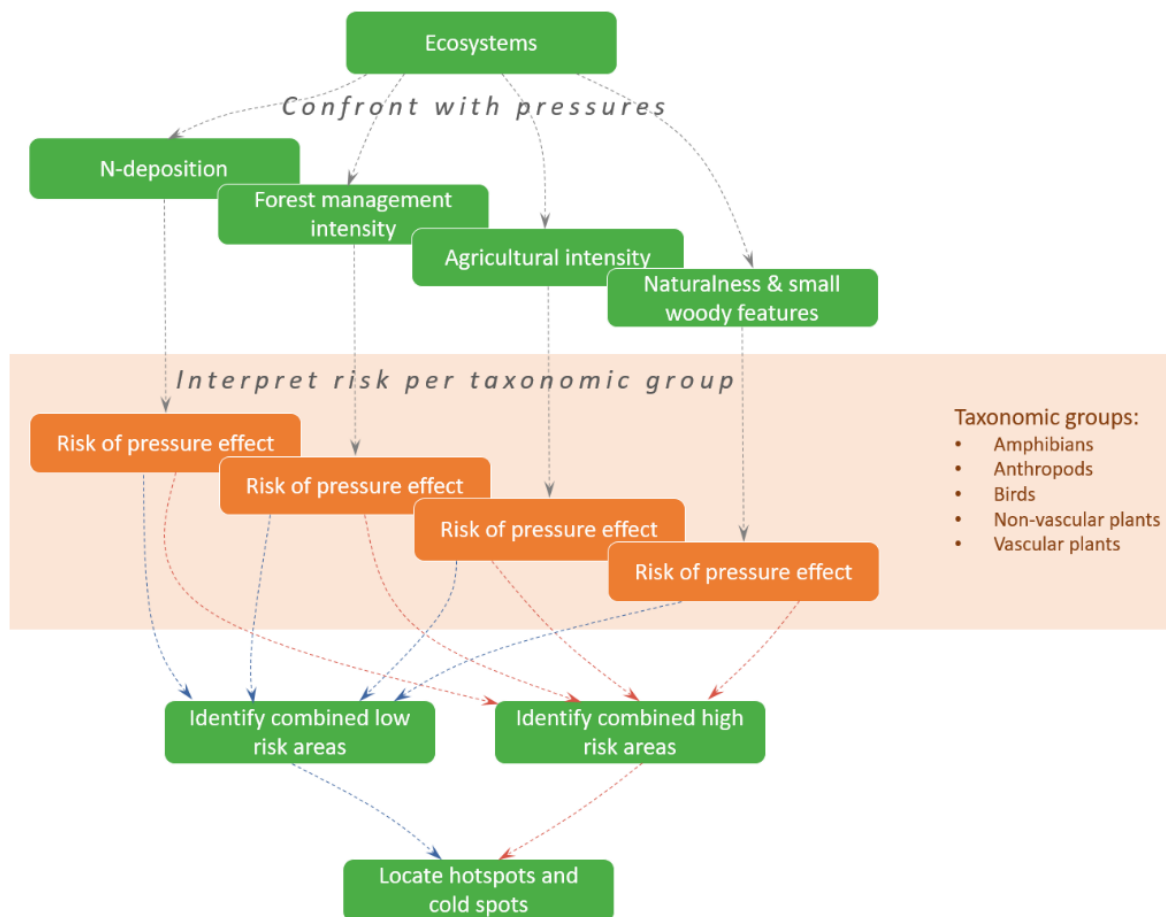 Ecosystems
Confront with pressures
N-deposition
Forest management
intensity
Agricultural intensity
Naturalness & small
woody features
Interpret risk per taxonomic group
Risk of pressure effect
Risk of pressure effect
Risk of pressure effect
Risk of pressure effect
Taxonomic groups:
• Amphibians
• Anthropods
• Birds
• Non-vascular plants
• Vascular plants
Identify combined low
risk areas
Identify combined high
risk areas
Locate hotspots and
cold spots